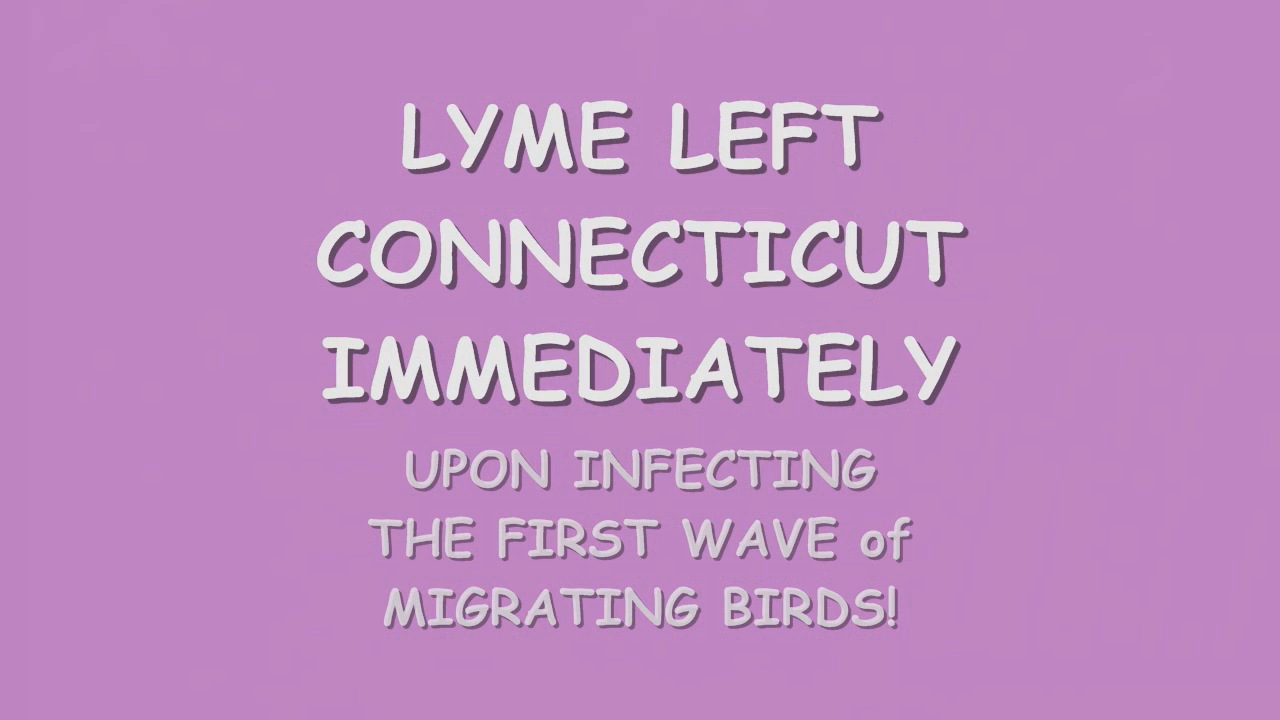 LYME LEFT
CONNECTICUT
IMMEDIATELY
UPON INFECTING
THE FIRST WAVE of
MIGRATING BIRDS!